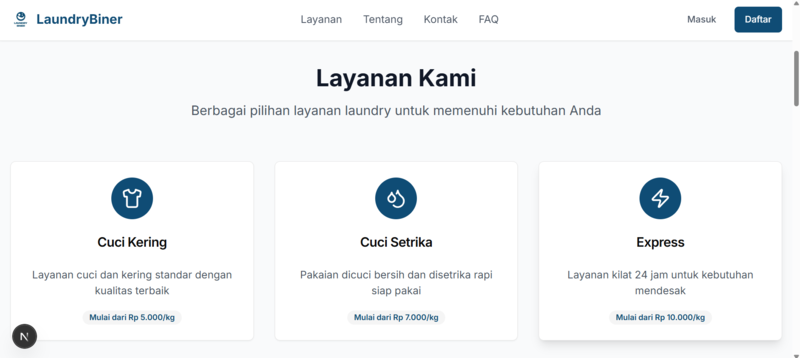 LaundryBiner
Layanan
Tentang
Kontak
FAQ
Masuk
Daftar
Layanan Kami
Berbagai pilihan layanan laundry untuk memenuhi kebutuhan Anda
Cuci Kering
Layanan cuci dan kering standar dengan
kualitas terbaik
Mulai dari Rp 5.000/kg
Cuci Setrika
Pakaian dicuci bersih dan disetrika rapi
siap pakai
Mulai dari Rp 7.000/kg
Express
Layanan kilat 24 jam untuk kebutuhan
mendesak
Mulai dari Rp 10.000/kg
N